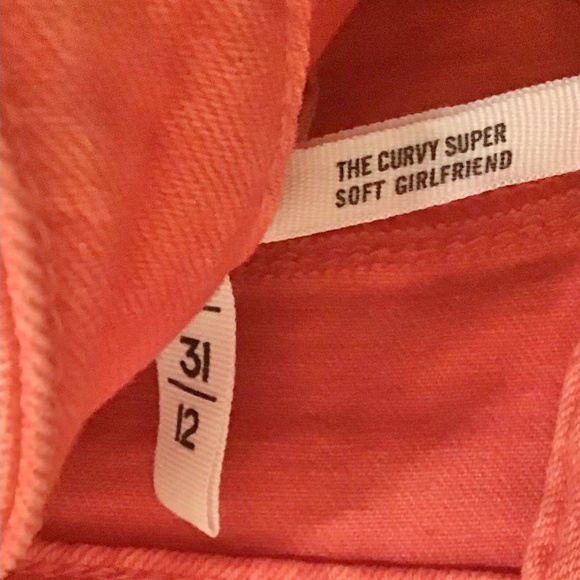 THE CURVY SUPER
SOFT GIRLFRIEND
31
12